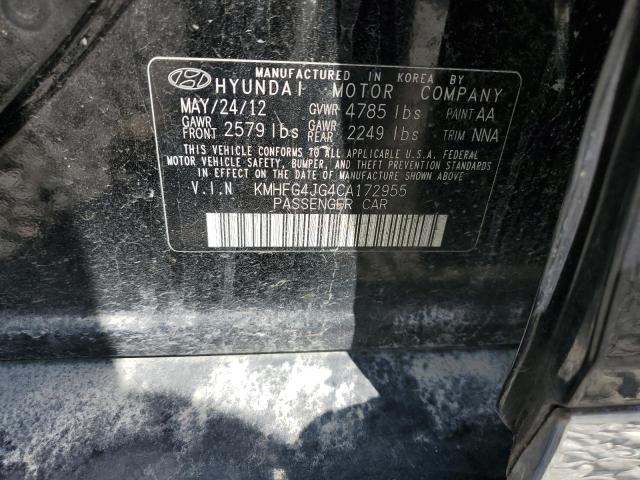 MANUFACTURED IN KOREA BY
HYUNDAI MOTOR COMPANY
MAY/24/12 GVWR 4785 lbs PAINT AA
GAWR FRONT 2579 lbs GAWR REAR 2249 lbs TRIM NNA
THIS VEHICLE CONFORMS TO ALL APPLICABLE U.S.A. FEDERAL
MOTOR VEHICLE SAFETY, BUMPER, AND THEFT PREVENTION STANDARDS
IN EFFECT ON THE DATE OF MANUFACTURE SHOWN ABOVE.
V.I.N KMHFG4JG4CA172955
PASSENGER CAR